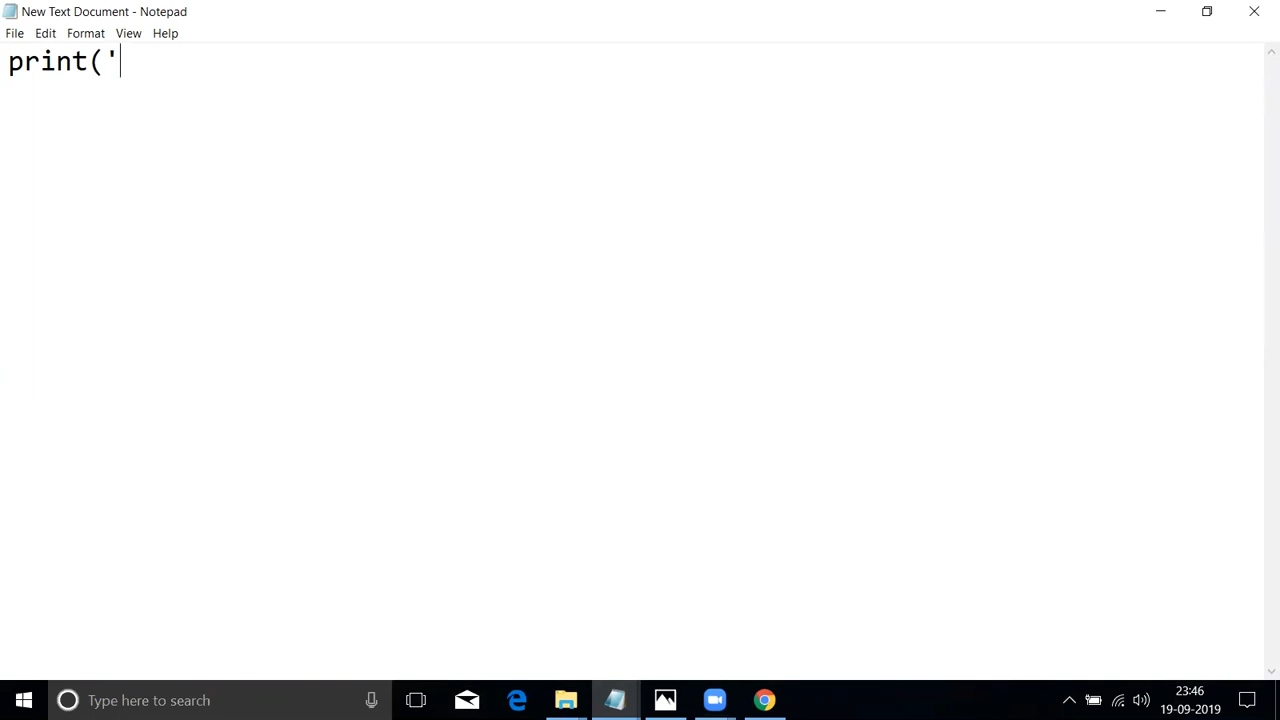 New Text Document - Notepad
File Edit Format View Help
print('
Type here to search
23:46
19-09-2019